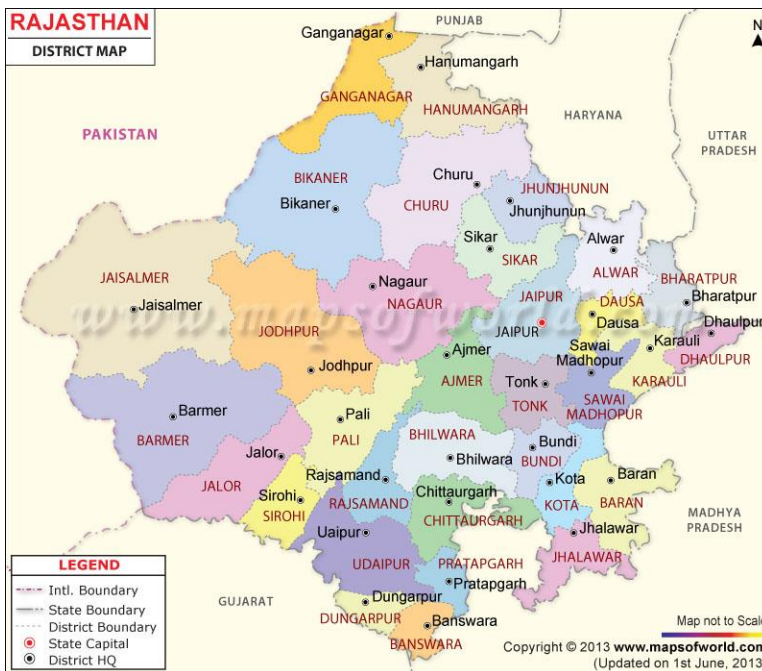 RAJASTHAN
DISTRICT MAP
PUNJAB
N
Ganganagar
Hanumangarh
GANGANAGAR
HANUMANGARH
HARYANA
PAKISTAN
UTTAR
PRADESH
BIKANER
Churu
JHUNJHUNUN
Bikaner
CHURU
Jhunjhunun
Sikar
Alwar
JAISALMER
SIKAR
ALWAR
BHARATPUR
Nagaur
NAGAUR
JAIPUR
DAUSA
Bharatpur
Jaisalmer
www.mapsofworld.com
Dausa
JODHPUR
JAIPUR
Dhaulpur
Sawai
Madhopur
Karauli
Ajmer
DHAULPUR
Jodhpur
AJMER
Tonk
KARAULI
TONK
SAWAI
MADHOPUR
Barmer
Pali
BARMER
PALI
BHILWARA
Bundi
Jalor
Bhilwara
BUNDI
Rajsamand
Kota
Baran
JALOR
Sirohi
Chittaurgarh
RAJSAMAND
KOTA
BARAN
SIROHI
CHITTAURGARH
MADHYA
PRADESH
Uaipur
Jhalawar
UDAIPUR
PRATAPGARH
JHALAWAR
Pratapgarh
GUJARAT
Dungarpur
DUNGARPUR
Banswara
BANSWARA
LEGEND
Intl. Boundary
State Boundary
District Boundary
State Capital
District HQ
Map not to Scale
Copyright © 2013 www.mapsofworld.com
(Updated on 1st June, 2013)